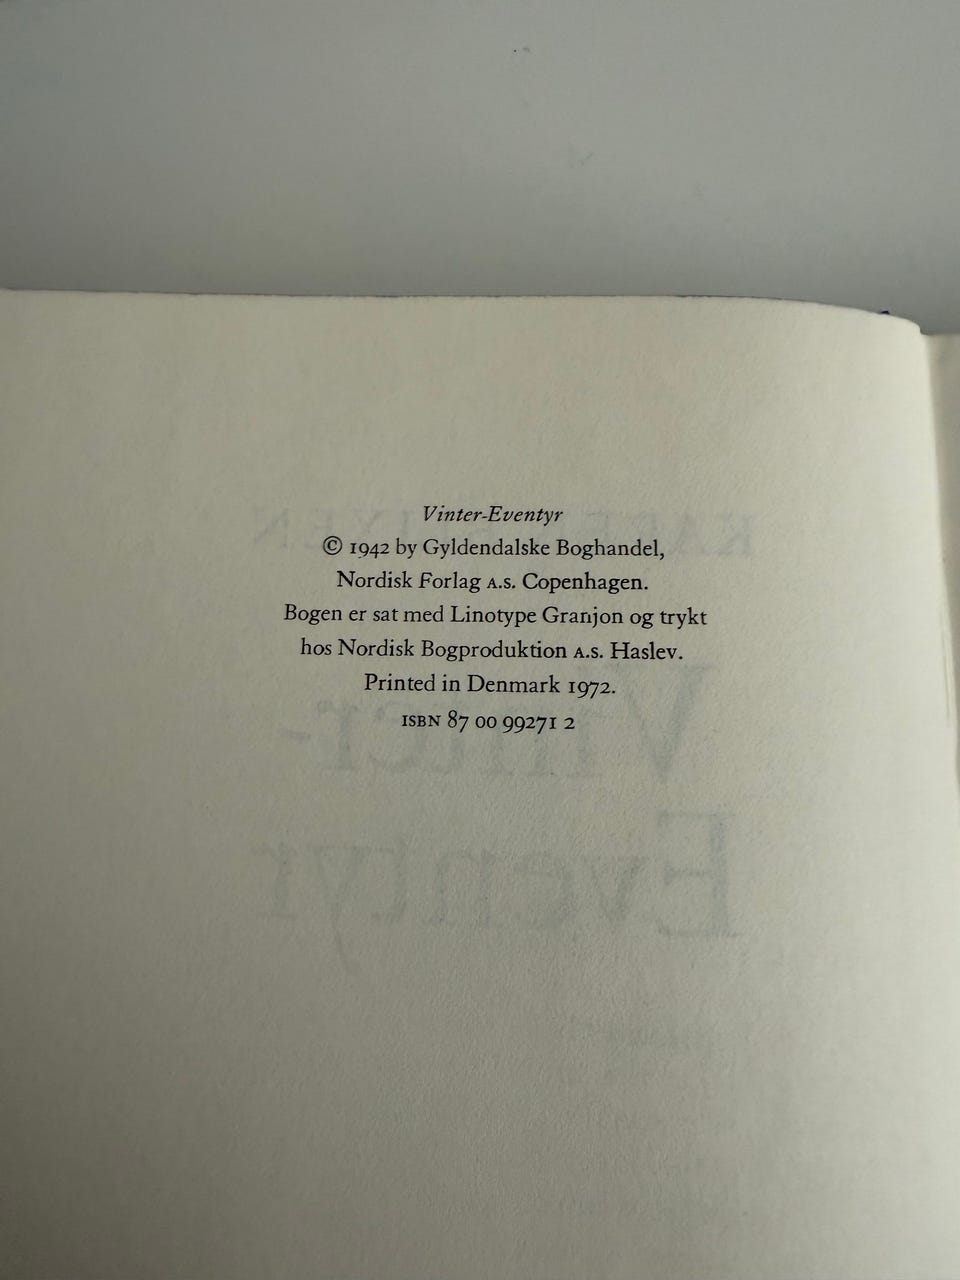 Vinter-Eventyr
© 1942 by Gyldendalske Boghandel,
Nordisk Forlag A.S. Copenhagen.
Bogen er sat med Linotype Granjon og trykt
hos Nordisk Bogproduktion A.S. Haslev.
Printed in Denmark 1972.
ISBN 87 00 99271 2